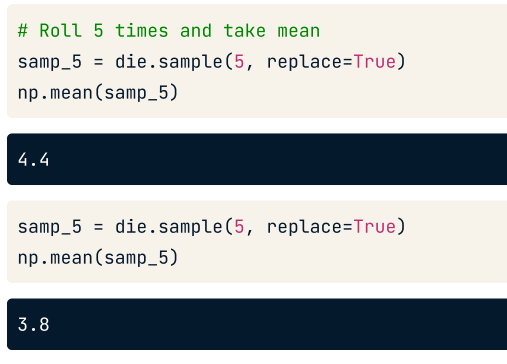 # Roll 5 times and take mean
samp_5 = die.sample(5, replace=True)
np.mean(samp_5)
4.4
samp_5 = die.sample(5, replace=True)
np.mean(samp_5)
3.8